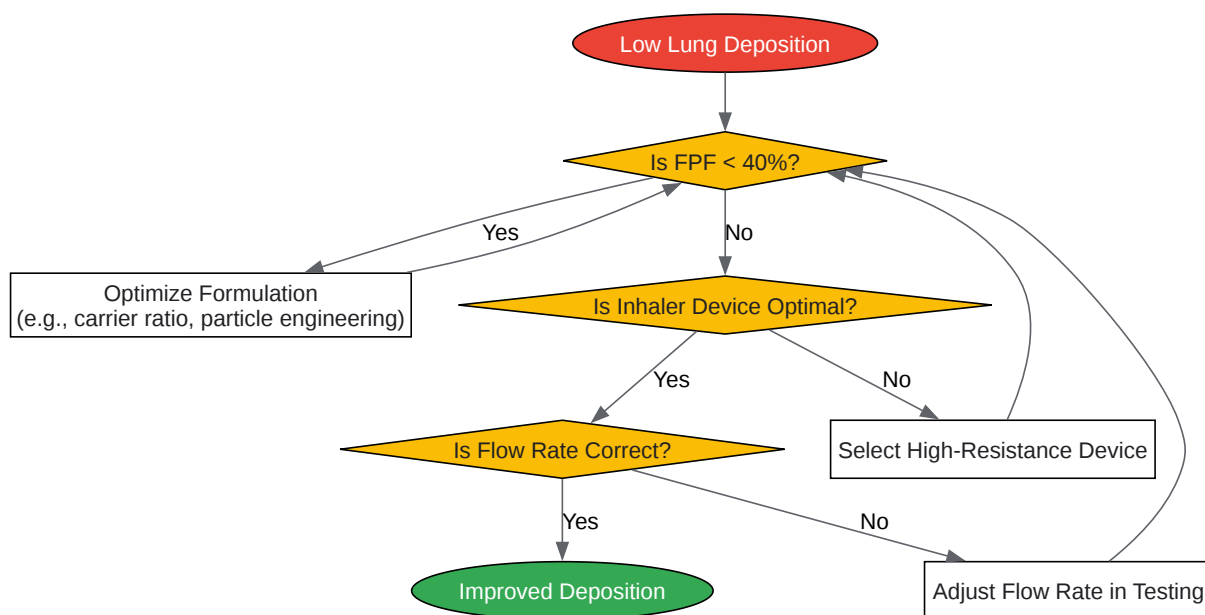 Low Lung Deposition
Is FPF < 40%?
Yes
No
Optimize Formulation
(e.g., carrier ratio, particle engineering)
Is Inhaler Device Optimal?
Yes
No
Is Flow Rate Correct?
Select High-Resistance Device
Yes
No
Improved Deposition
Adjust Flow Rate in Testing